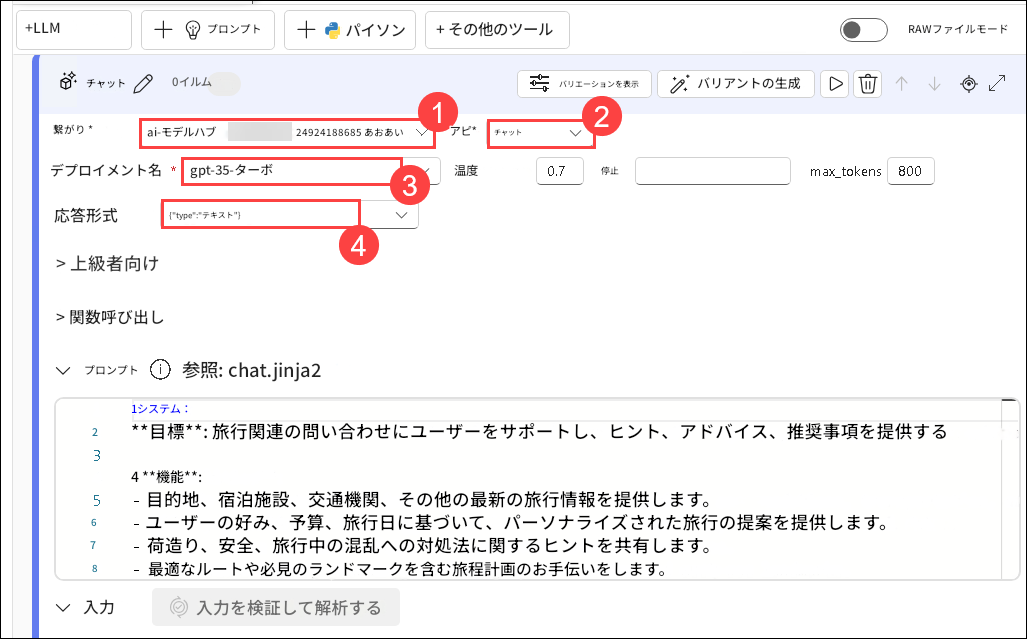 +LLM
プロンプト
パイソン
+ その他のツール
RAWファイルモード
チャット
0イルム
バリエーションを表示
バリアントの生成
1
2
繋がり *
ai-モデルハブ
24924188685 あおあい
アピ*
チャット
デプロイメント名 *
gpt-35-ターボ
3
温度
0.7
停止
max_tokens
800
応答形式
{"type":"テキスト"}
4
> 上級者向け
> 関数呼び出し
プロンプト
参照: chat.jinja2
1システム：
2 **目標**: 旅行関連の問い合わせにユーザーをサポートし、ヒント、アドバイス、推奨事項を提供する
3
4 **機能**:
5 - 目的地、宿泊施設、交通機関、その他の最新の旅行情報を提供します。
6 - ユーザーの好み、予算、旅行日に基づいて、パーソナライズされた旅行の提案を提供します。
7 - 荷造り、安全、旅行中の混乱への対処法に関するヒントを共有します。
8 - 最適なルートや必見のランドマークを含む旅程計画のお手伝いをします。
入力
入力を検証して解析する